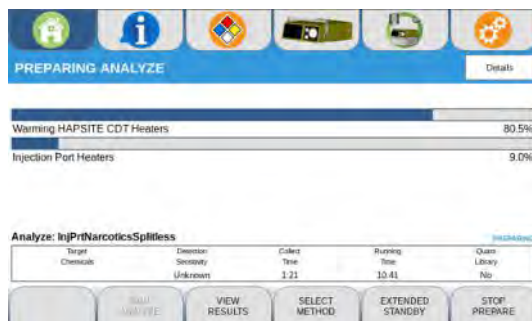 PREPARING ANALYZE
Details
Warming HAPSITE CDT Heaters 80.5%
Injection Port Heaters 9.0%
Analyze: InjPrtNarcoticsSplitless PREPARING
Target Chemicals Detection Sensitivity Collect Time Running Time Quant Library
Unknown 1:21 10:41 No
ANALYZE
VIEW RESULTS
SELECT METHOD
EXTENDED STANDBY
STOP PREPARE